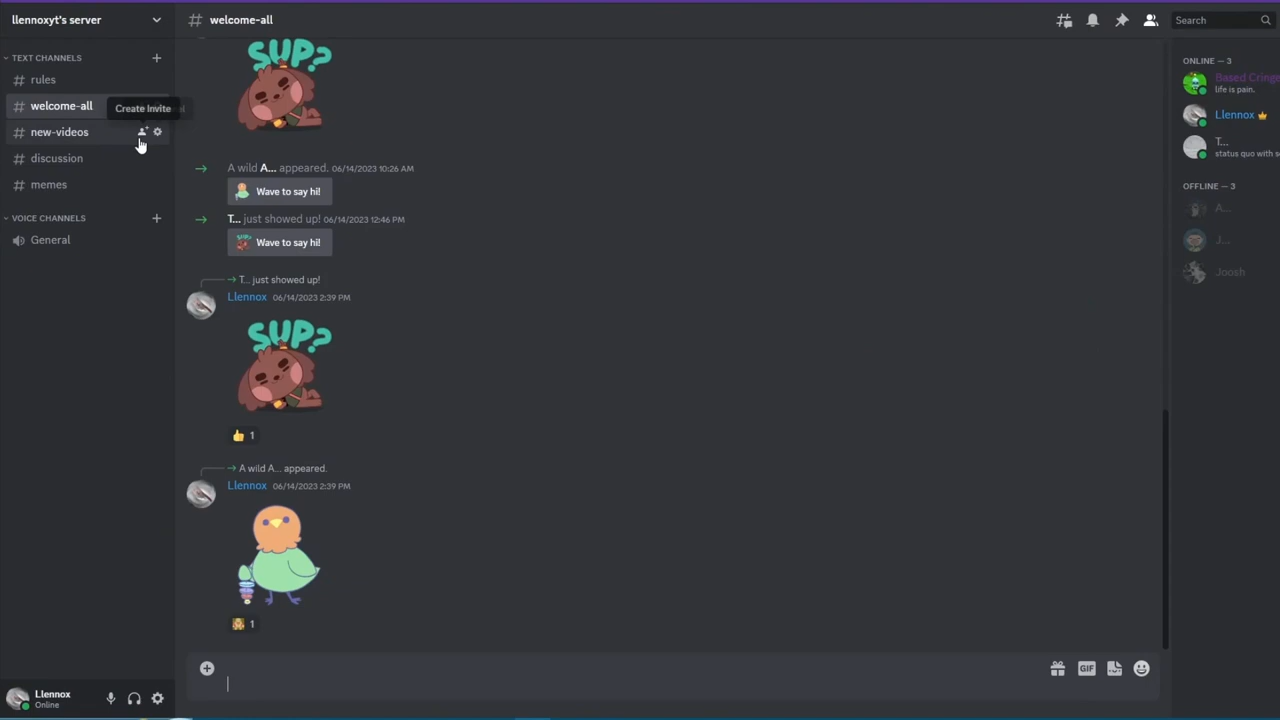 llennoxyt's server
TEXT CHANNELS
rules
welcome-all
Create Invite
new-videos
discussion
memes
VOICE CHANNELS
General
Llennox
Online
welcome-all
Search
SUP?
A wild A... appeared. 06/14/2023 10:26 AM
Wave to say hi!
T... just showed up! 06/14/2023 12:46 PM
Wave to say hi!
T... just showed up!
Llennox 06/14/2023 2:39 PM
SUP?
1
A wild A... appeared.
Llennox 06/14/2023 2:39 PM
1
GIF
ONLINE — 3
Based Cringe
life is pain.
Llennox
T...
status quo with s
OFFLINE — 3
A...
J...
Joosh